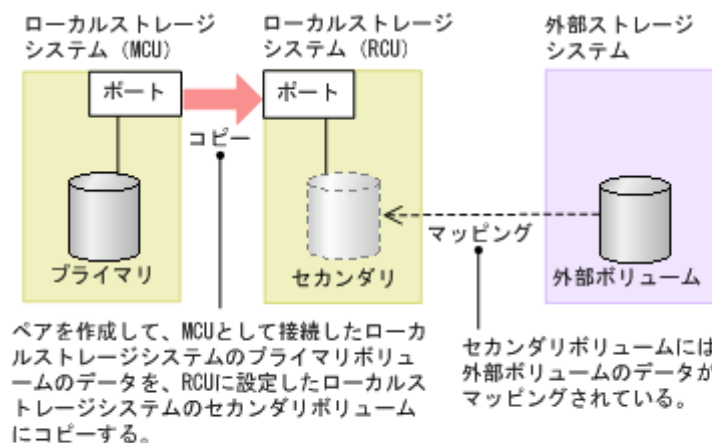 ローカルストレージ
システム (MCU)
ローカルストレージ
システム (RCU)
外部ストレージ
システム
ポート
ポート
コピー
マッピング
プライマリ
セカンダリ
外部ボリューム
ペアを作成して、MCUとして接続したローカ
ルストレージシステムのプライマリボリュ
ームのデータを、RCUに設定したローカルス
トレージシステムのセカンダリボリューム
にコピーする。
セカンダリボリュームには
外部ボリュームのデータが
マッピングされている。